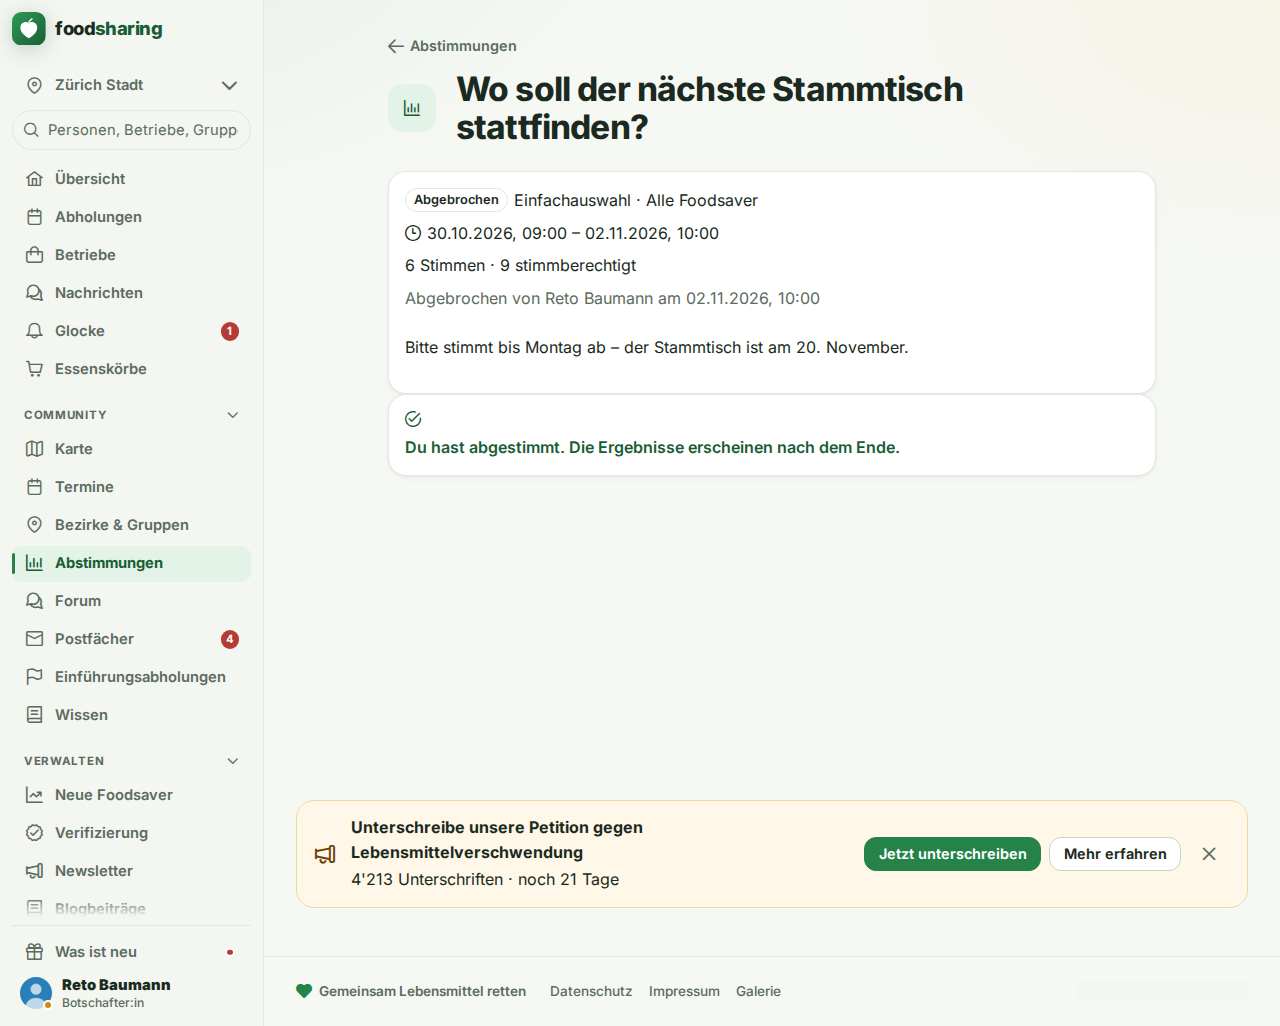 foodsharing
Zürich Stadt
Personen, Betriebe, Grupp
Übersicht
Abholungen
Betriebe
Nachrichten
Glocke 1
Essenskörbe
COMMUNITY
Karte
Termine
Bezirke & Gruppen
Abstimmungen
Forum
Postfächer 4
Einführungsabholungen
Wissen
VERWALTEN
Neue Foodsaver
Verifizierung
Newsletter
Blogbeiträge
Was ist neu
Reto Baumann
Botschafter:in
Abstimmungen
Wo soll der nächste Stammtisch
stattfinden?
Abgebrochen Einfachauswahl · Alle Foodsaver
30.10.2026, 09:00 – 02.11.2026, 10:00
6 Stimmen · 9 stimmberechtigt
Abgebrochen von Reto Baumann am 02.11.2026, 10:00
Bitte stimmt bis Montag ab – der Stammtisch ist am 20. November.
Du hast abgestimmt. Die Ergebnisse erscheinen nach dem Ende.
Unterschreibe unsere Petition gegen
Lebensmittelverschwendung
4'213 Unterschriften · noch 21 Tage
Jetzt unterschreiben
Mehr erfahren
Gemeinsam Lebensmittel retten Datenschutz Impressum Galerie